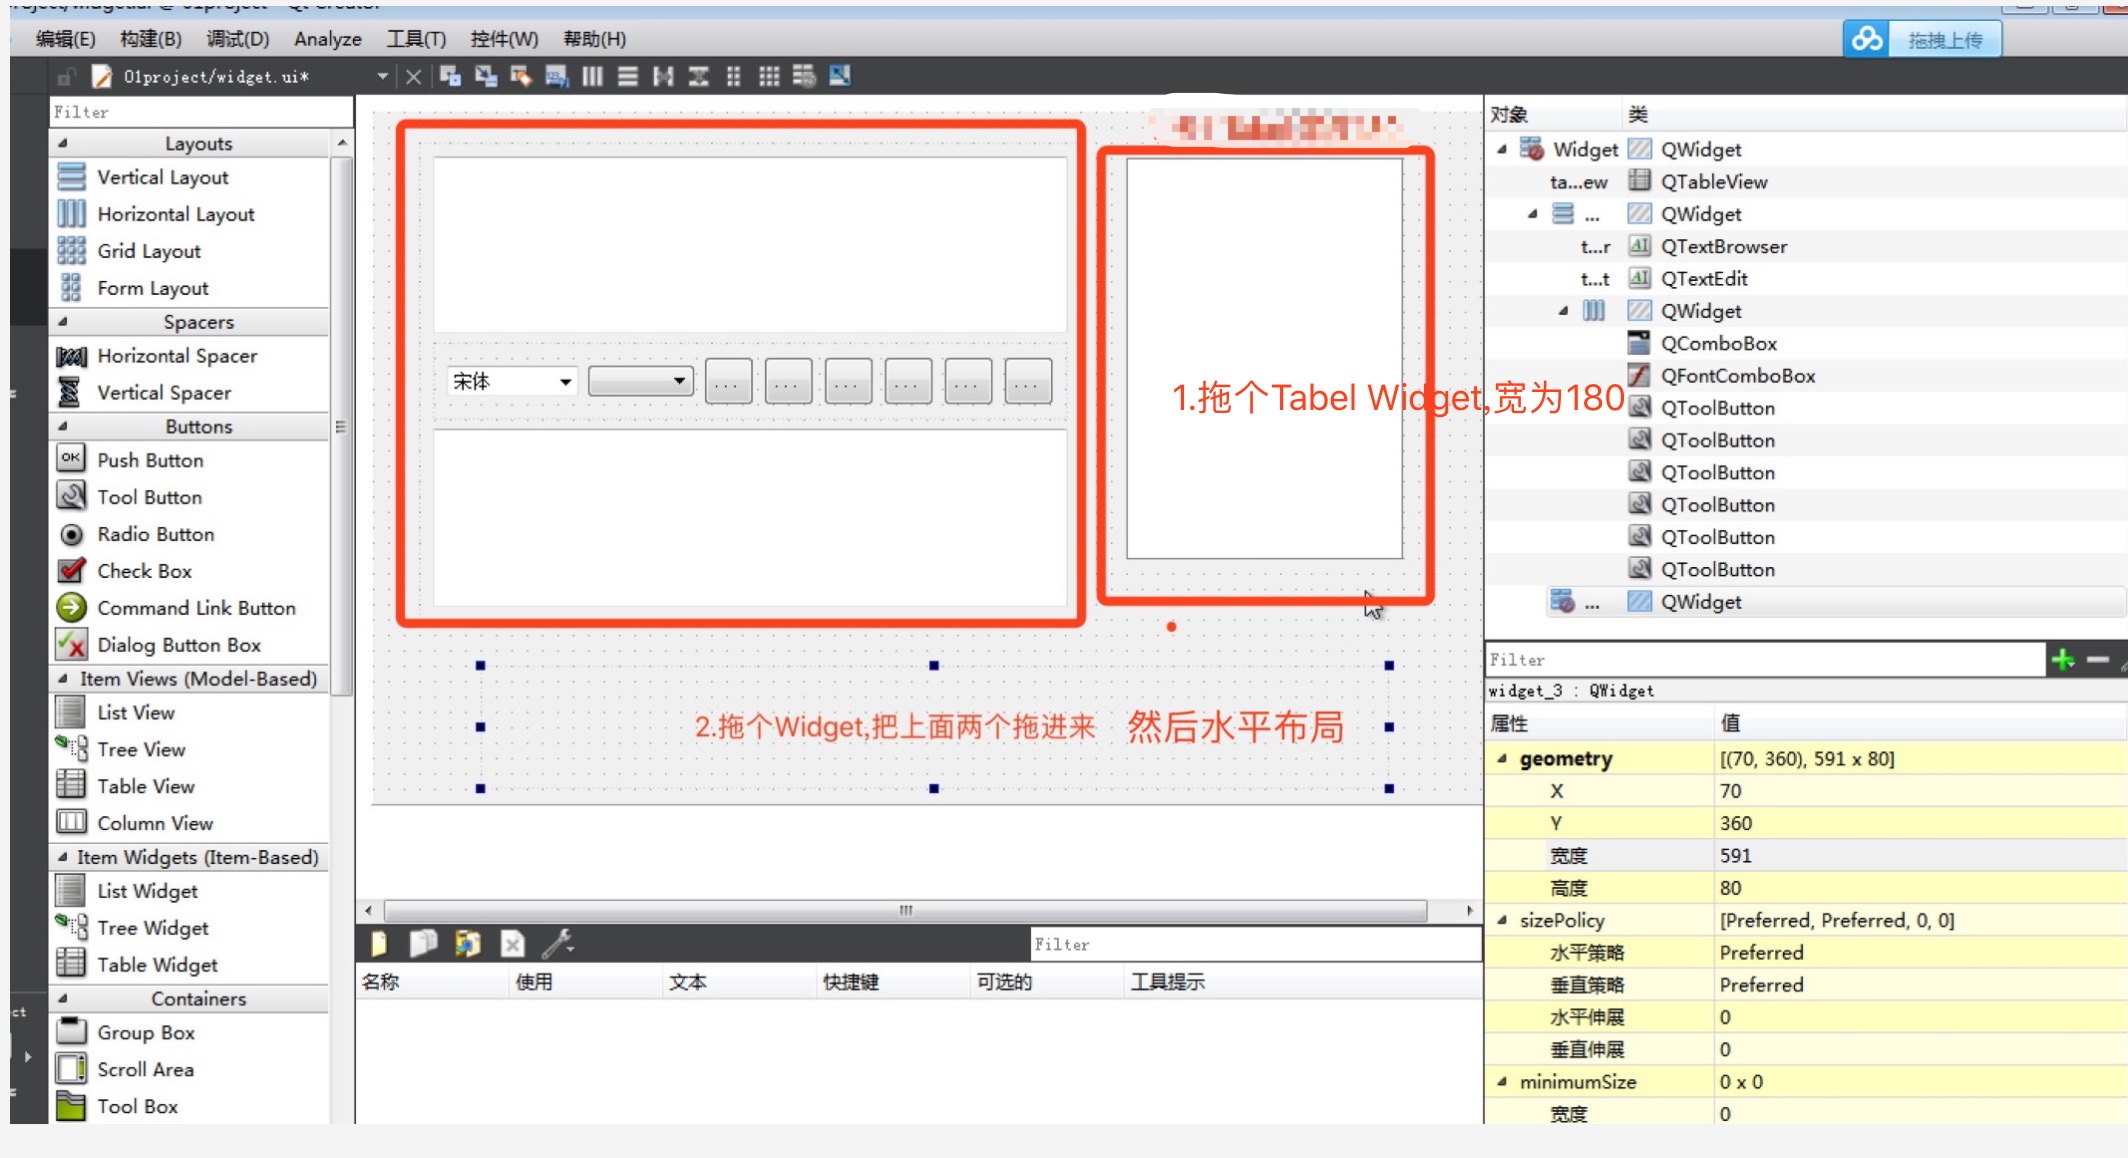 编辑(E) 构建(B) 调试(D) Analyze 工具(T) 控件(W) 帮助(H)
拖拽上传
01project/widget.ui*
Filter
Layouts
Vertical Layout
Horizontal Layout
Grid Layout
Form Layout
Spacers
Horizontal Spacer
Vertical Spacer
Buttons
OK Push Button
Tool Button
Radio Button
Check Box
Command Link Button
Dialog Button Box
Item Views (Model-Based)
List View
Tree View
Table View
Column View
Item Widgets (Item-Based)
List Widget
Tree Widget
Table Widget
Containers
Group Box
Scroll Area
Tool Box
宋体
... ... ... ... ... ...
1.拖个Tabel Widget,宽为180
2.拖个Widget,把上面两个拖进来 然后水平布局
Filter
名称 使用 文本 快捷键 可选的 工具提示
对象 类
Widget QWidget
ta...ew QTableView
... QWidget
t...r AI QTextBrowser
t...t AI QTextEdit
QWidget
QComboBox
QFontComboBox
QToolButton
QToolButton
QToolButton
QToolButton
QToolButton
QToolButton
... QWidget
Filter
widget_3 : QWidget
属性 值
geometry [(70, 360), 591 x 80]
X 70
Y 360
宽度 591
高度 80
sizePolicy [Preferred, Preferred, 0, 0]
水平策略 Preferred
垂直策略 Preferred
水平伸展 0
垂直伸展 0
minimumSize 0 x 0
宽度 0